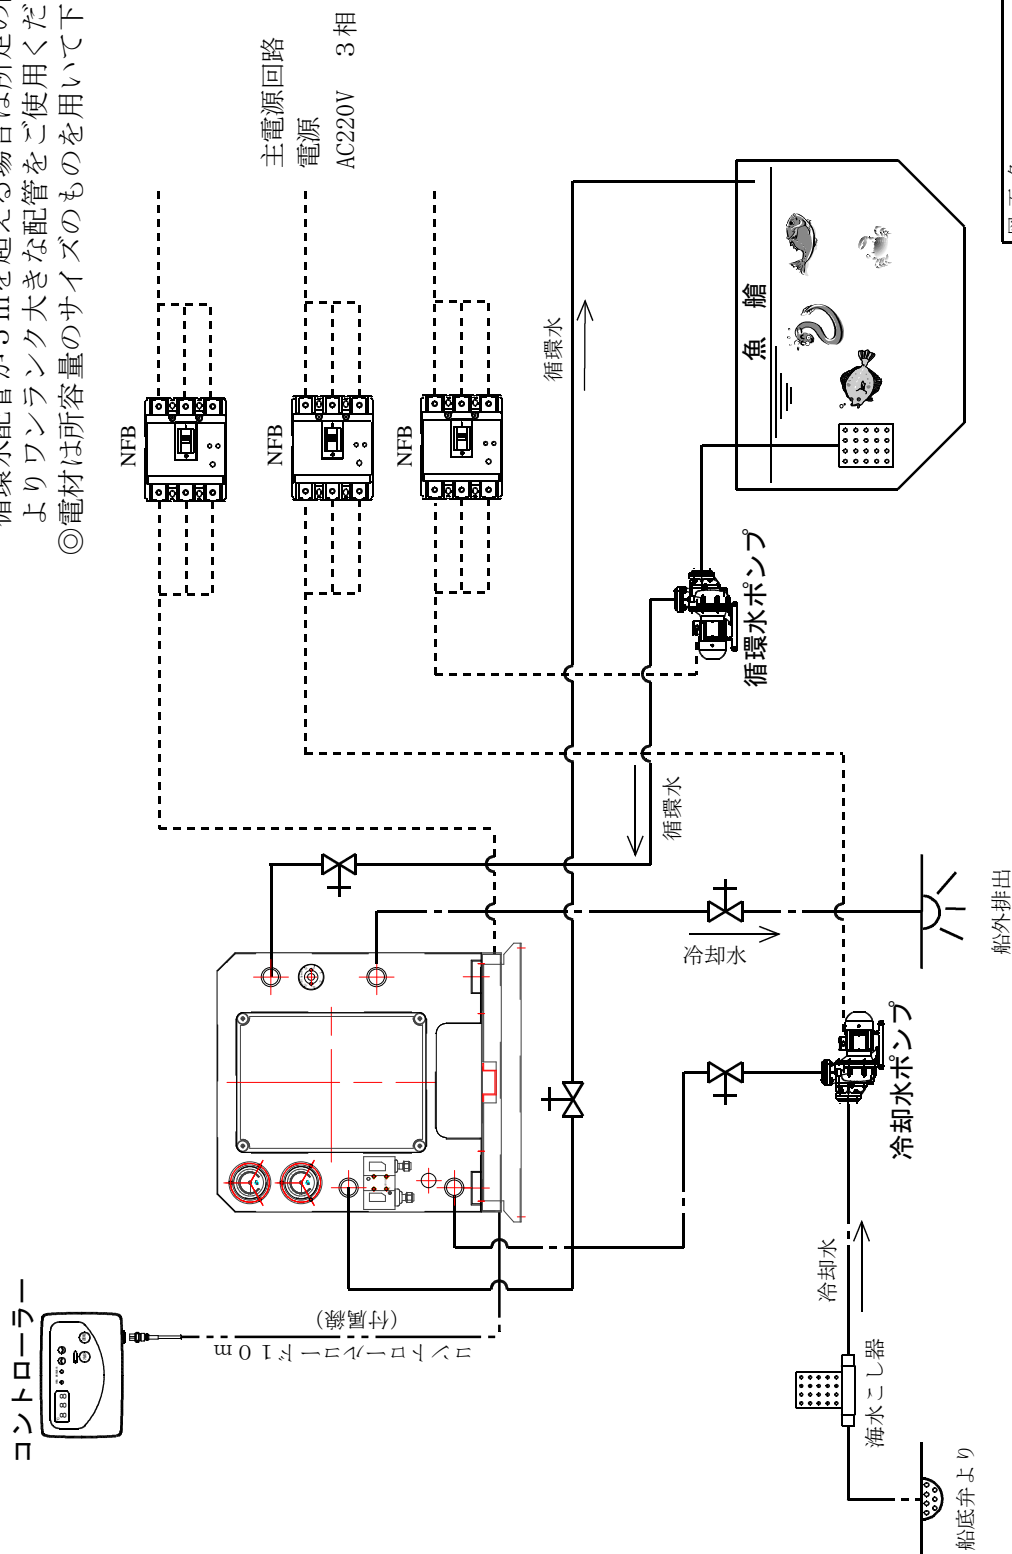 循環水配管が5mを超える場合は所定の
よりワンランク大きな配管をご使用くだ
◎電材は所容量のサイズのものを用いて下
主電源回路
電源
AC220V 3相
NFB
NFB
NFB
循環水
魚艙
循環水ポンプ
循環水
冷却水
船外排出
冷却水ポンプ
コントローラー
888
コントロールコード10m
(付属線)
冷却水
海水こし器
船底弁より